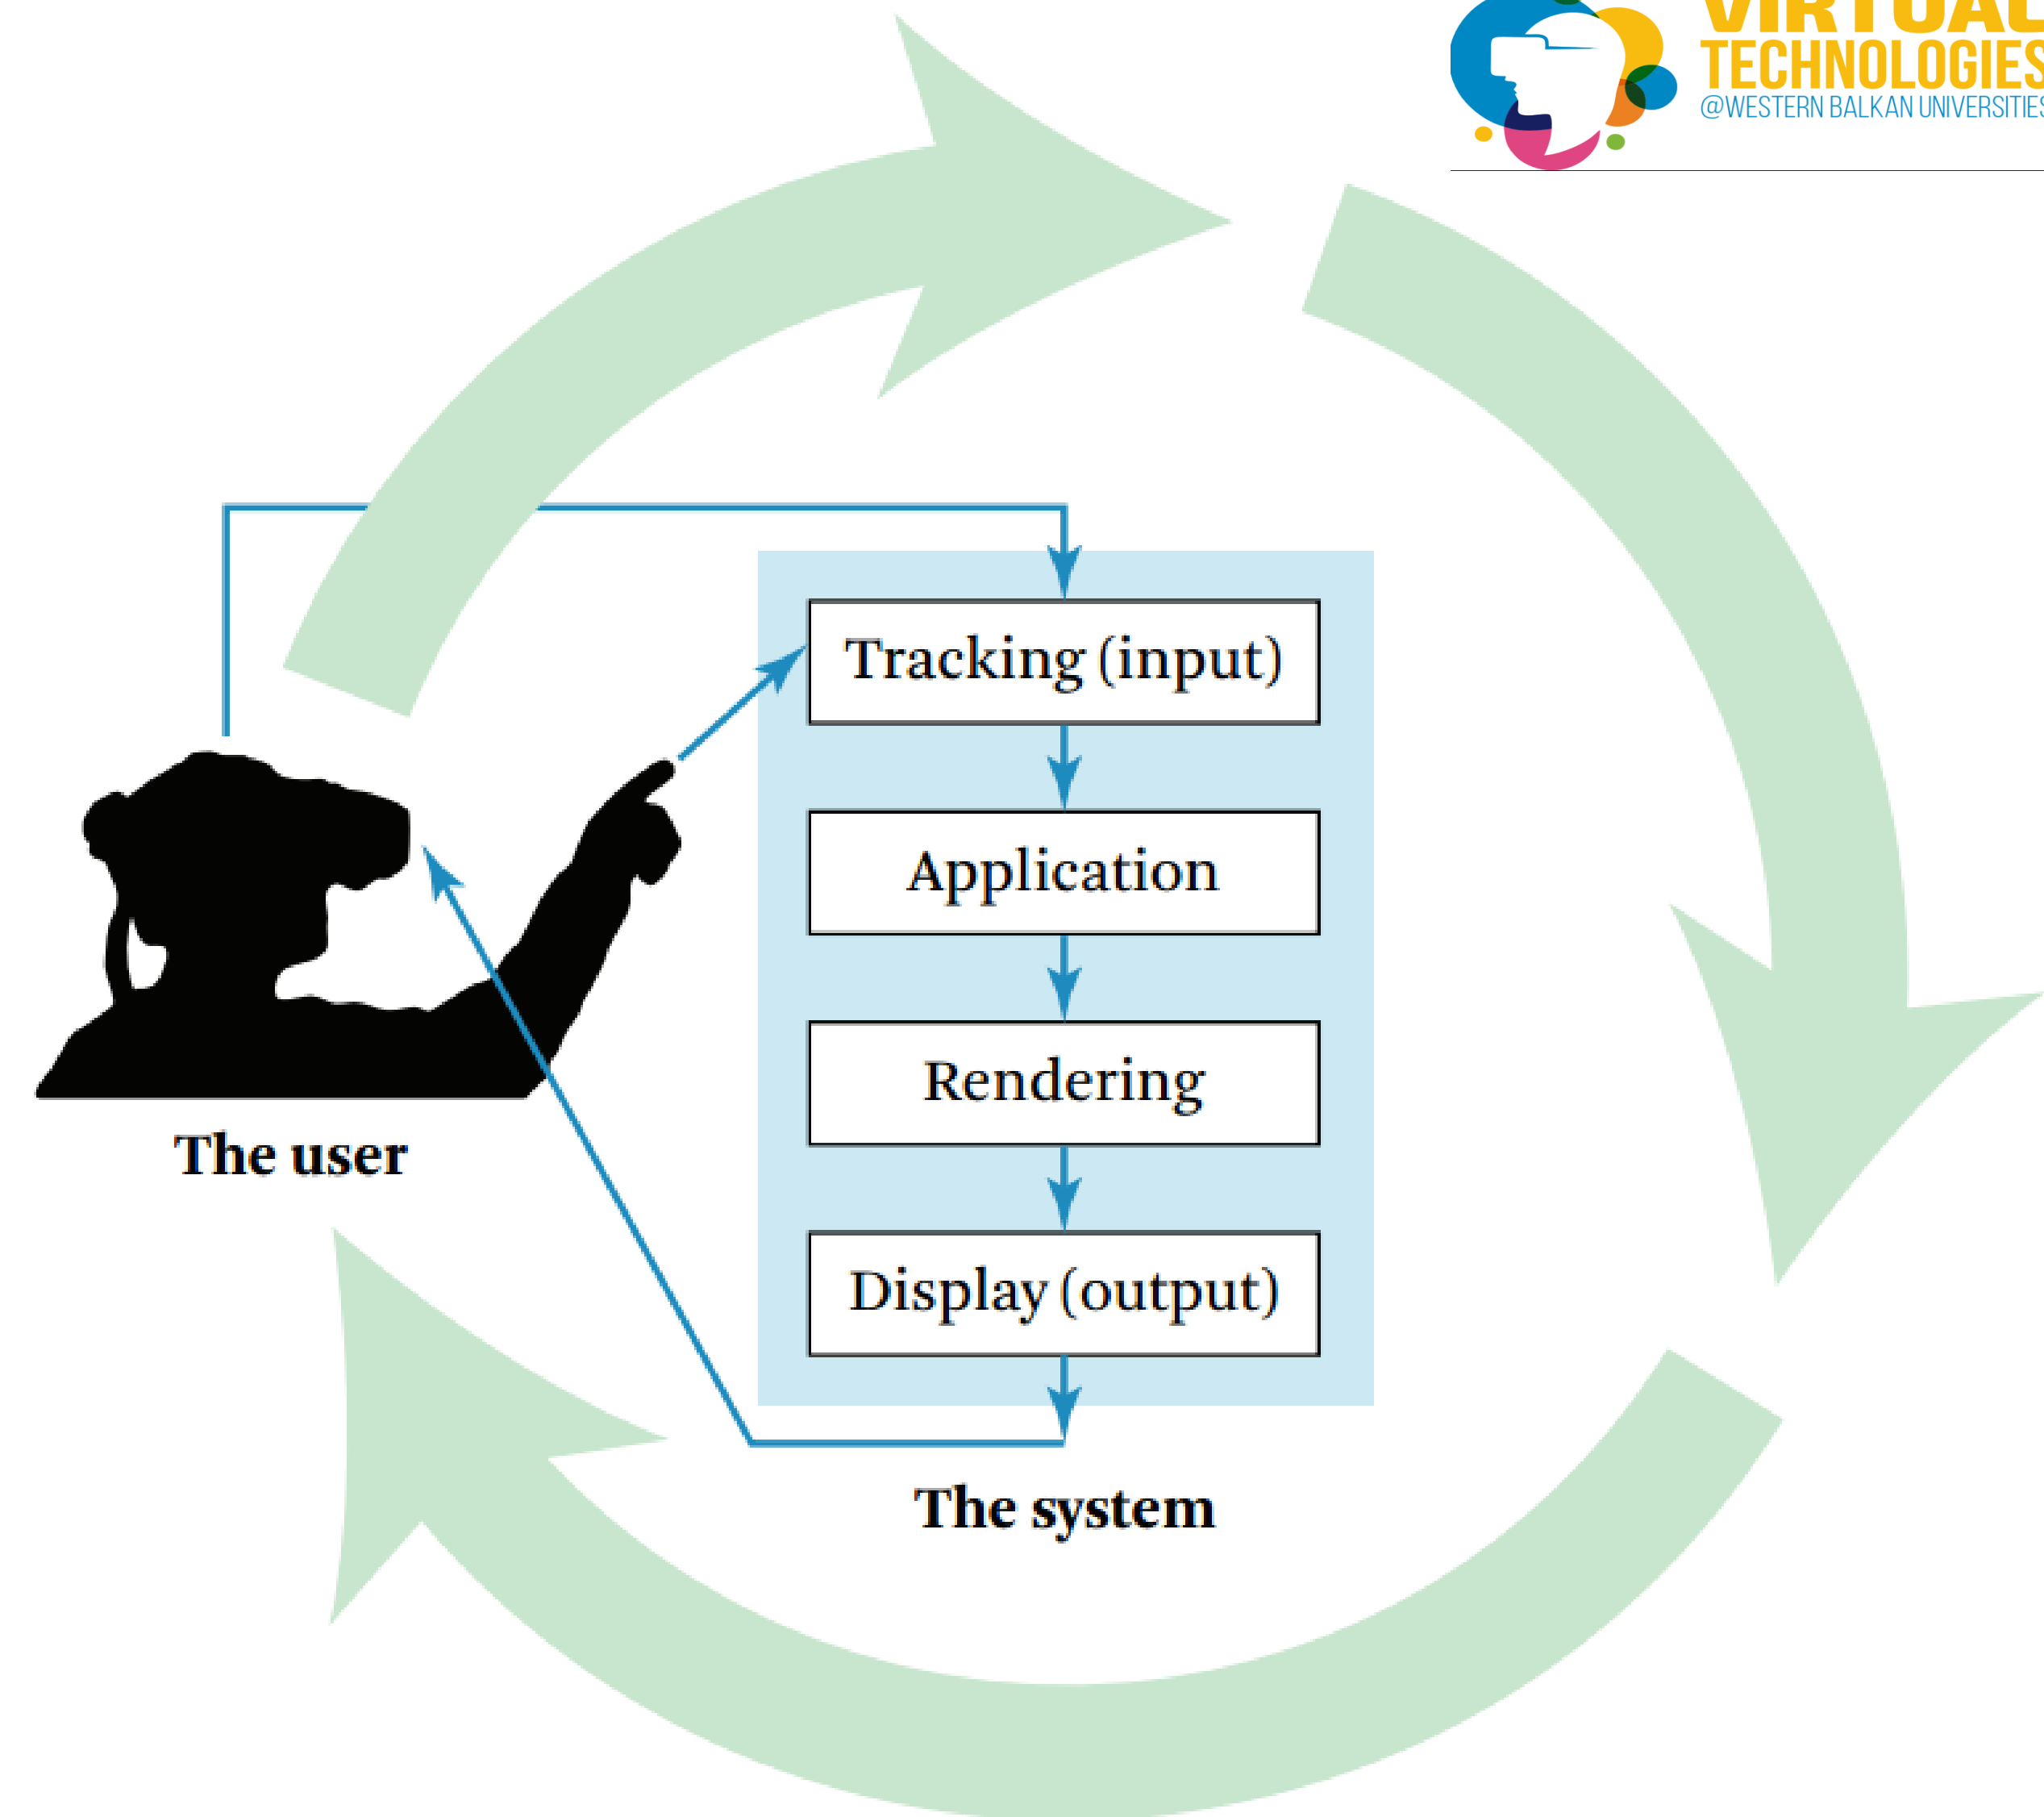 VIRTUAL
TECHNOLOGIES
@WESTERN BALKAN UNIVERSITIES
Tracking (input)
Application
Rendering
Display (output)
The user
The system